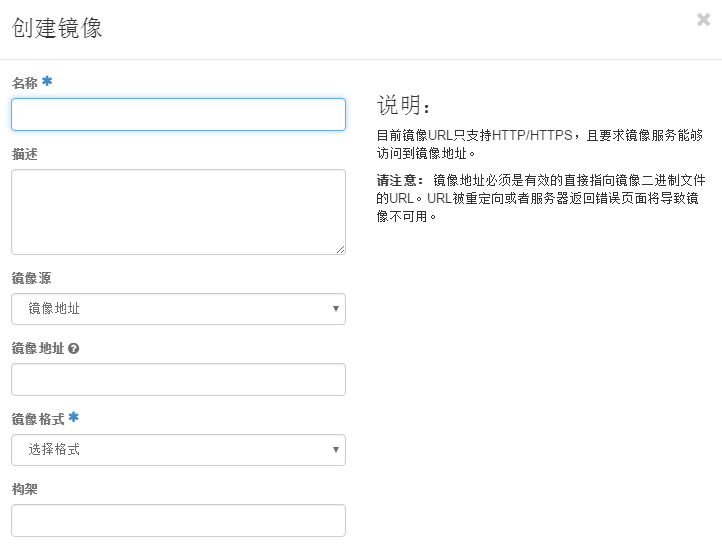 创建镜像
×
名称 *
描述
镜像源
镜像地址
镜像地址
镜像格式 *
选择格式
构架
说明：
目前镜像URL只支持HTTP/HTTPS，且要求镜像服务能够
访问到镜像地址。
请注意： 镜像地址必须是有效的直接指向镜像二进制文件
的URL。URL被重定向或者服务器返回错误页面将导致镜
像不可用。